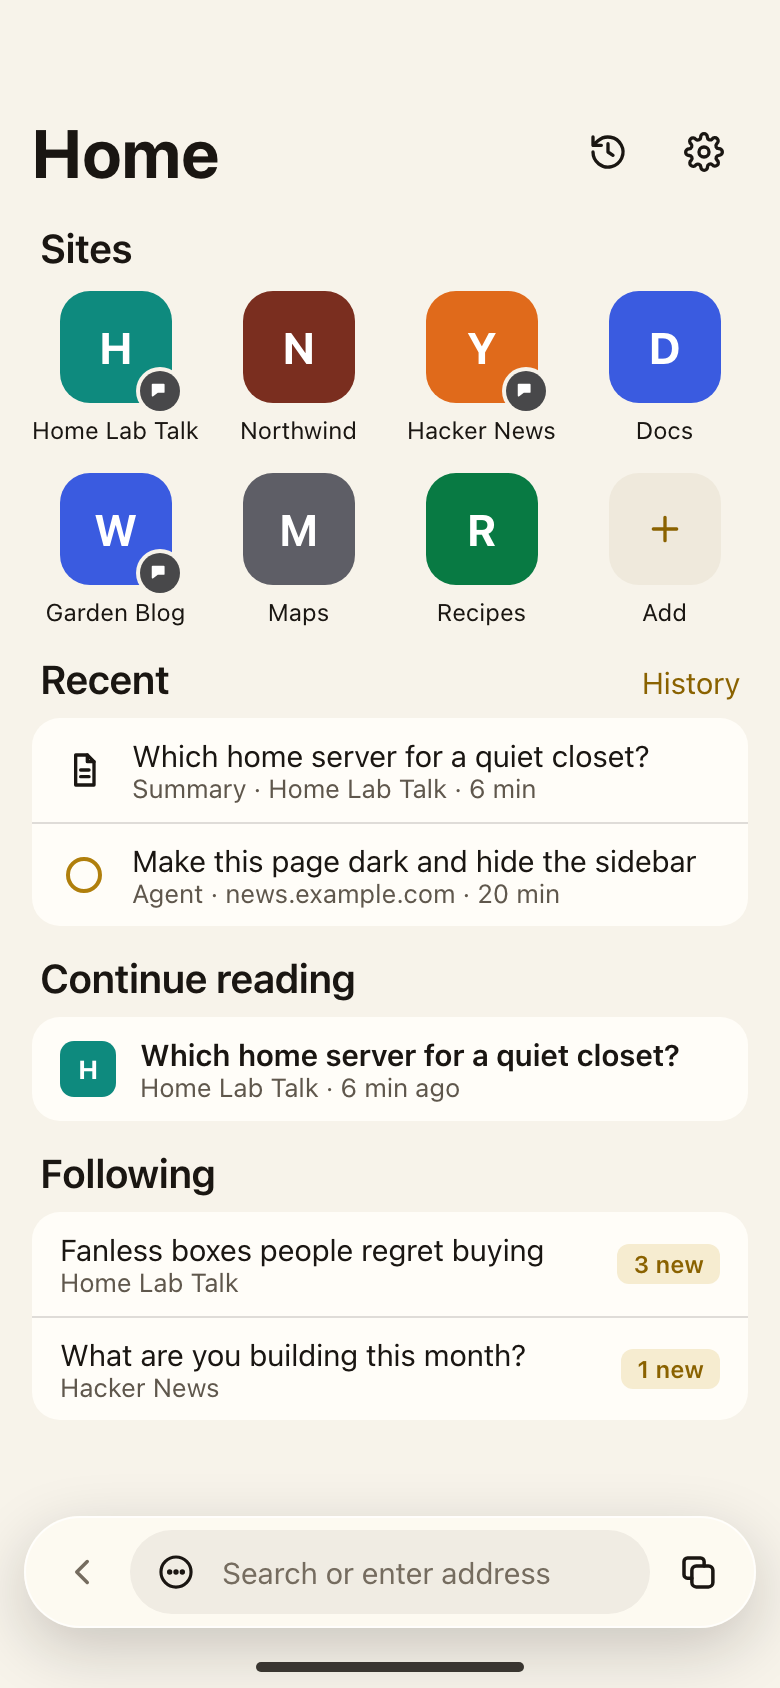 Home
Sites
H
N
Y
D
Home Lab Talk
Northwind
Hacker News
Docs
W
M
R
Garden Blog
Maps
Recipes
Add
Recent
History
Which home server for a quiet closet?
Summary · Home Lab Talk · 6 min
Make this page dark and hide the sidebar
Agent · news.example.com · 20 min
Continue reading
H
Which home server for a quiet closet?
Home Lab Talk · 6 min ago
Following
Fanless boxes people regret buying
Home Lab Talk
3 new
What are you building this month?
Hacker News
1 new
Search or enter address